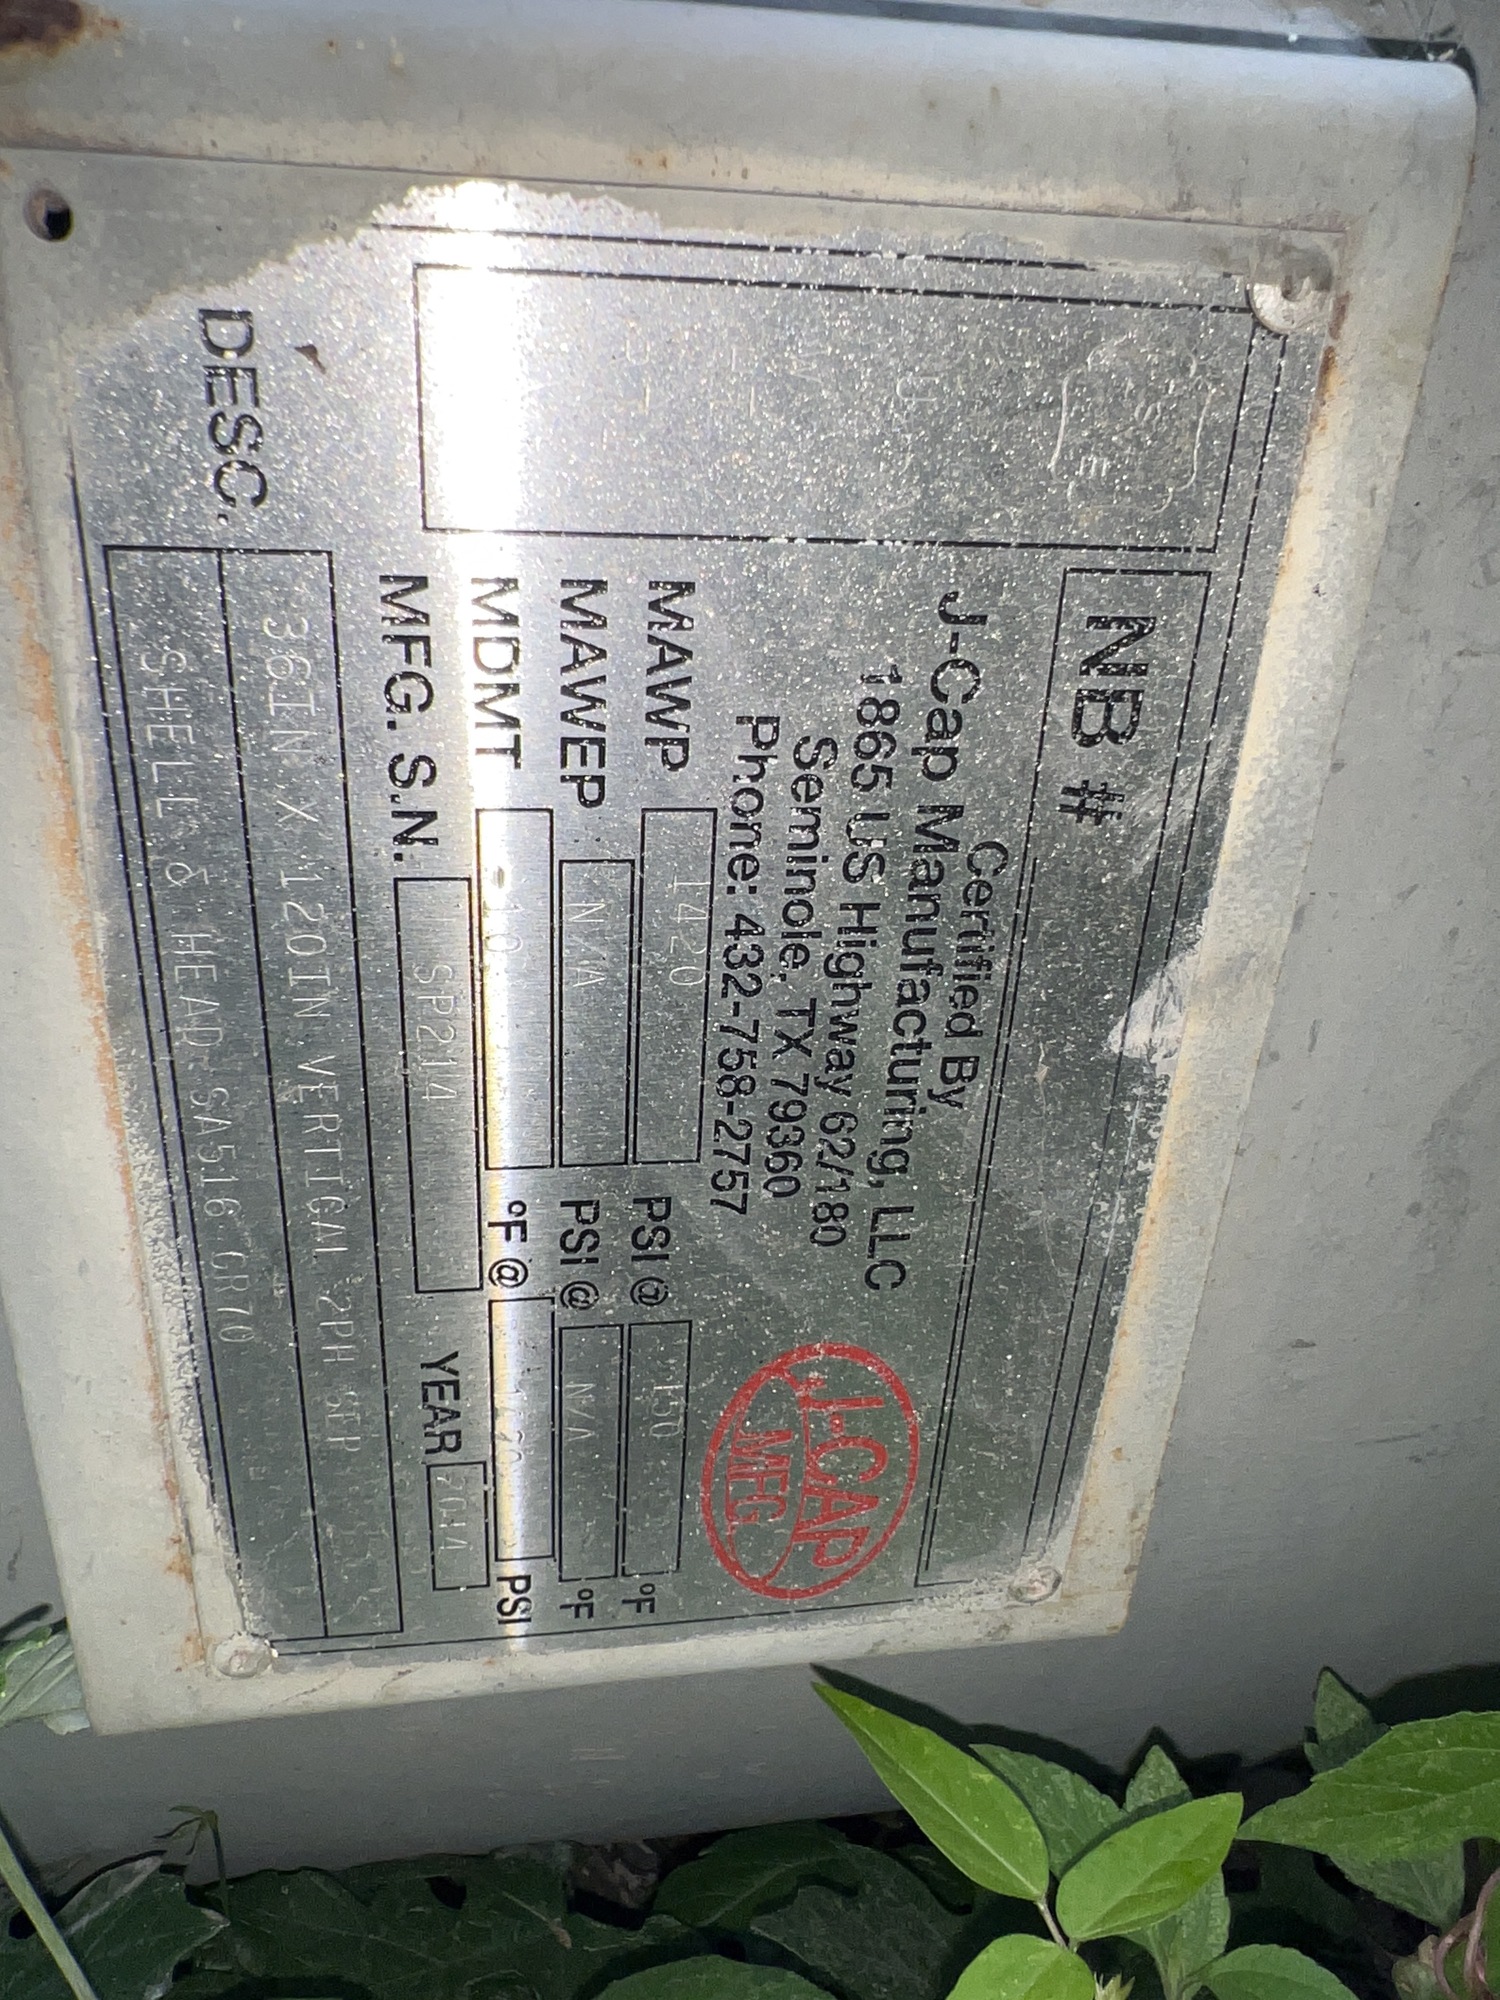 NB #
Certified By
J-Cap Manufacturing, LLC
1865 US Highway 62/180
Seminole, TX 79360
Phone: 432-758-2757
J-CAP
MFG
U
MAWP 1420 PSI @ 150 °F
MAWEP N/A PSI @ N/A °F
MDMT °F @ 1420 PSI
MFG. S.N. SP2114 YEAR 2014
DESC. 36IN X 120IN VERTICAL 2PH SEP
SHELL & HEAD: SA516 GR70